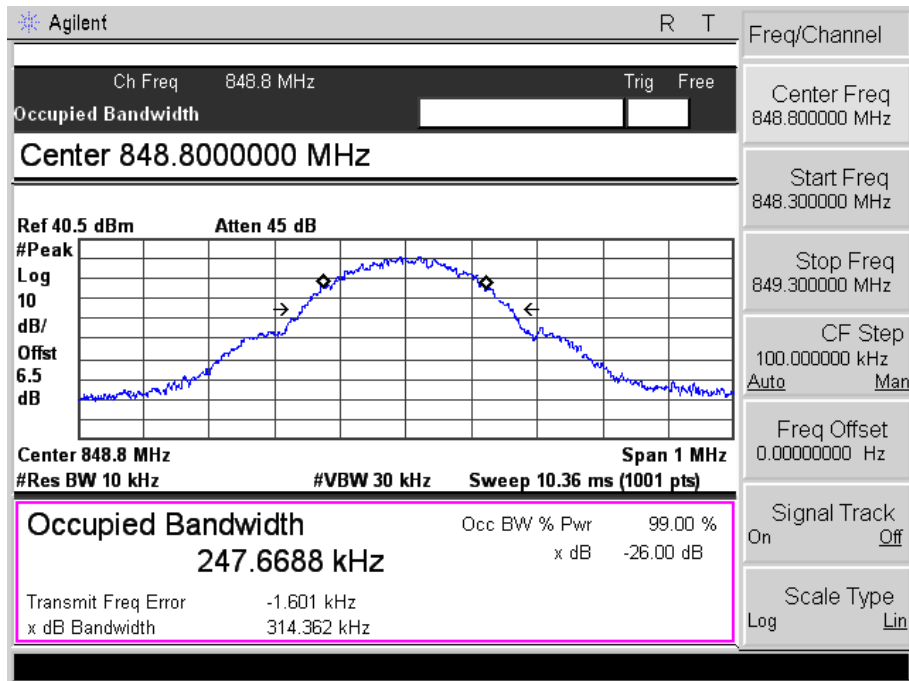 Agilent R T
Freq/Channel
Ch Freq 848.8 MHz Trig Free
Occupied Bandwidth
Center 848.8000000 MHz
Center Freq
848.800000 MHz
Start Freq
848.300000 MHz
Stop Freq
849.300000 MHz
CF Step
100.000000 kHz
Auto Man
Freq Offset
0.00000000 Hz
Signal Track
On Off
Scale Type
Log Lin
Ref 40.5 dBm Atten 45 dB
#Peak
Log
10
dB/
Offst
6.5
dB
Center 848.8 MHz Span 1 MHz
#Res BW 10 kHz #VBW 30 kHz Sweep 10.36 ms (1001 pts)
Occupied Bandwidth
247.6688 kHz
Occ BW % Pwr 99.00 %
x dB -26.00 dB
Transmit Freq Error -1.601 kHz
x dB Bandwidth 314.362 kHz